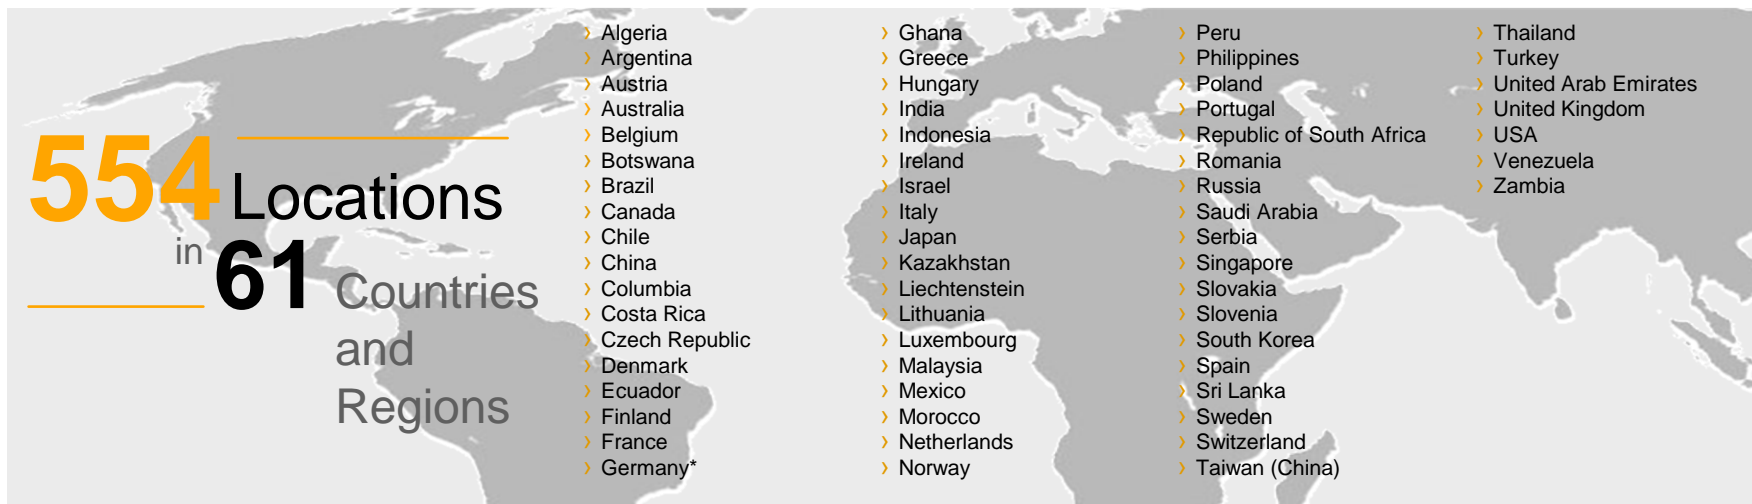 554 Locations
in 61 Countries
and
Regions
› Algeria
› Argentina
› Austria
› Australia
› Belgium
› Botswana
› Brazil
› Canada
› Chile
› China
› Columbia
› Costa Rica
› Czech Republic
› Denmark
› Ecuador
› Finland
› France
› Germany*
› Ghana
› Greece
› Hungary
› India
› Indonesia
› Ireland
› Israel
› Italy
› Japan
› Kazakhstan
› Liechtenstein
› Lithuania
› Luxembourg
› Malaysia
› Mexico
› Morocco
› Netherlands
› Norway
› Peru
› Philippines
› Poland
› Portugal
› Republic of South Africa
› Romania
› Russia
› Saudi Arabia
› Serbia
› Singapore
› Slovakia
› Slovenia
› South Korea
› Spain
› Sri Lanka
› Sweden
› Switzerland
› Taiwan (China)
› Thailand
› Turkey
› United Arab Emirates
› United Kingdom
› USA
› Venezuela
› Zambia